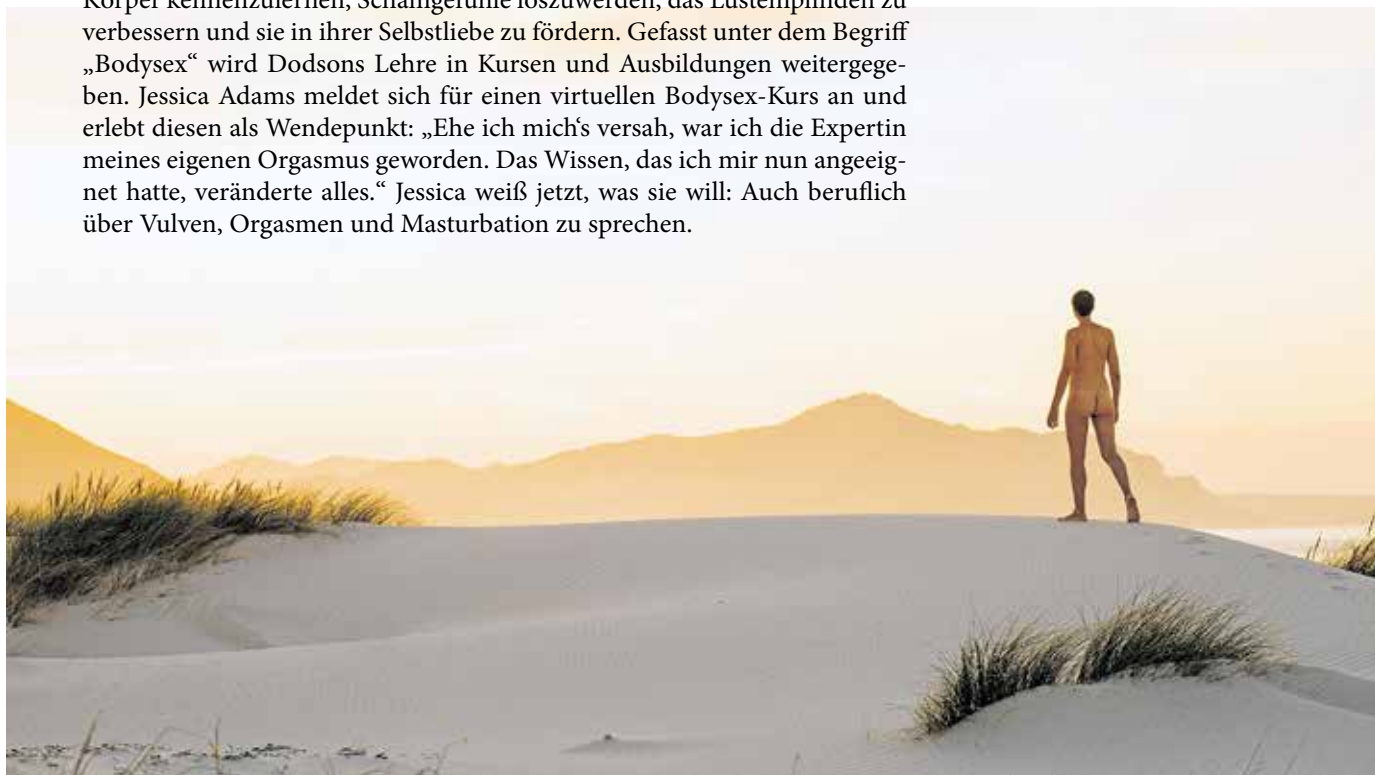 Körper kennenzulernen, Schamgefühle loszuwerden, das Lustempfinden zu
verbessern und sie in ihrer Selbstliebe zu fördern. Gefasst unter dem Begriff
„Bodysex“ wird Dodsons Lehre in Kursen und Ausbildungen weitergege-
ben. Jessica Adams meldet sich für einen virtuellen Bodysex-Kurs an und
erlebt diesen als Wendepunkt: „Ehe ich mich‘s versah, war ich die Expertin
meines eigenen Orgasmus geworden. Das Wissen, das ich mir nun angeeig-
net hatte, veränderte alles.“ Jessica weiß jetzt, was sie will: Auch beruflich
über Vulven, Orgasmen und Masturbation zu sprechen.